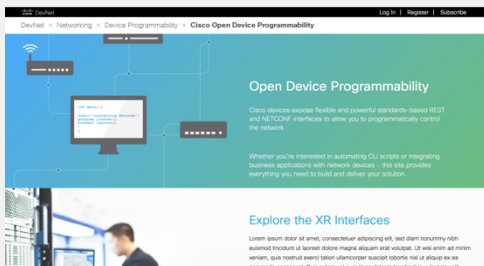 CISCO DevNet
Log In | Register | Subscribe
DevNet > Networking > Device Programmability > Cisco Open Device Programmability
Open Device Programmability
Cisco devices expose flexible and powerful standards-based REST
and NETCONF interfaces to allow you to programmatically control
the network.
Whether you're interested in automating CLI scripts or integrating
business applications with network devices - this site provides
everything you need to build and deliver your solution.
Explore the XR Interfaces
Lorem ipsum dolor sit amet, consectetuer adipiscing elit, sed diam nonummy nibh
euismod tincidunt ut laoreet dolore magna aliquam erat volutpat. Ut wisi enim ad minim
veniam, quis nostrud exerci tation ullamcorper suscipit lobortis nisl ut aliquip ex ea